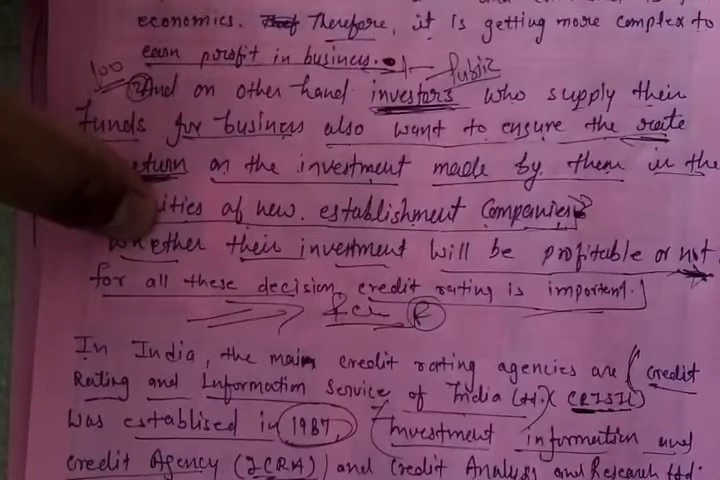 economics. Therefore, it is getting more complex to
earn profit in business.
100 Public
And on other hand investors who supply their
funds for business also want to ensure the rate
return on the investment made by them in the
ities of new. establishment Companies
whether their investment will be profitable or not
for all these decision credit rating is important.
R
In India, the main credit rating agencies are (credit
Rating and Information Service of India Ltd.) (CRISIL)
was establised in 1987 Investment information and
credit Agency (ICRA) and Credit Analysis and Research Ltd.